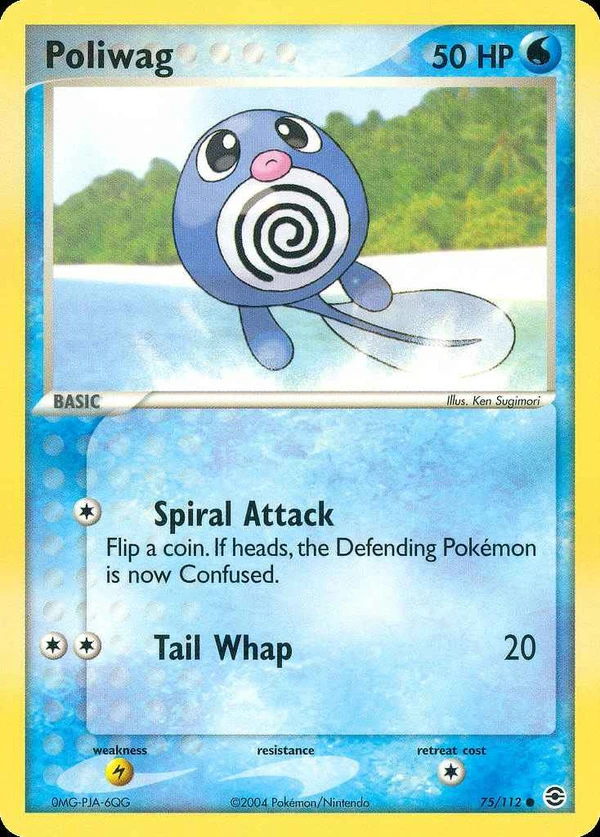 Poliwag
50 HP
BASIC
Illus. Ken Sugimori
Spiral Attack
Flip a coin. If heads, the Defending Pokémon
is now Confused.
Tail Whap 20
weakness resistance retreat cost
0MG-PJA-6QG ©2004 Pokémon/Nintendo 75/112